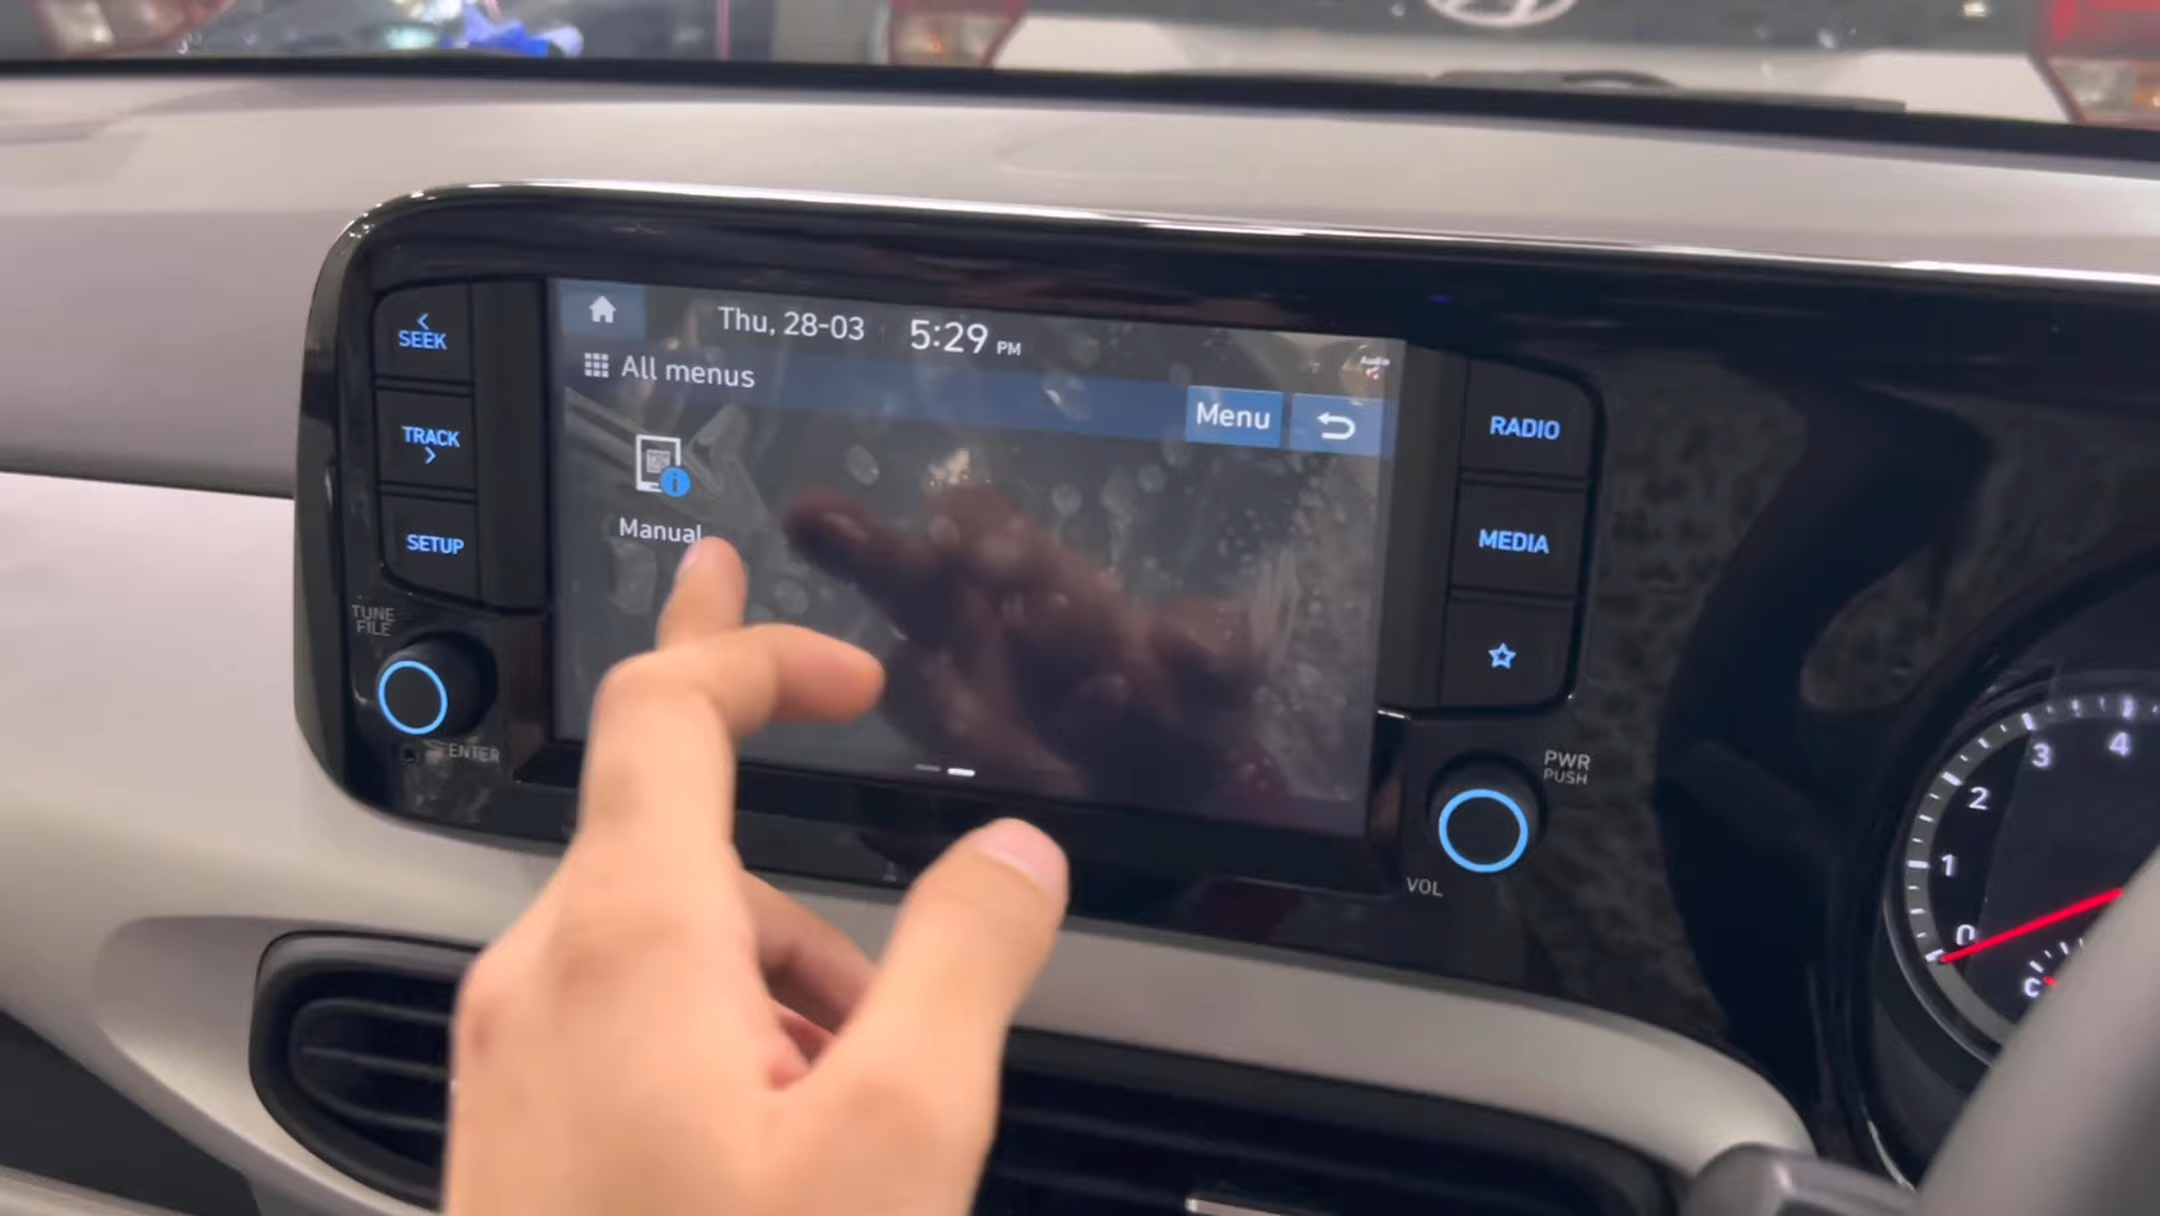 Thu, 28-03 5:29 PM
All menus
Audio
Menu
Manual
SEEK
TRACK
SETUP
TUNE
FILE
ENTER
RADIO
MEDIA
PWR
PUSH
VOL
0
1
2
3
4
C